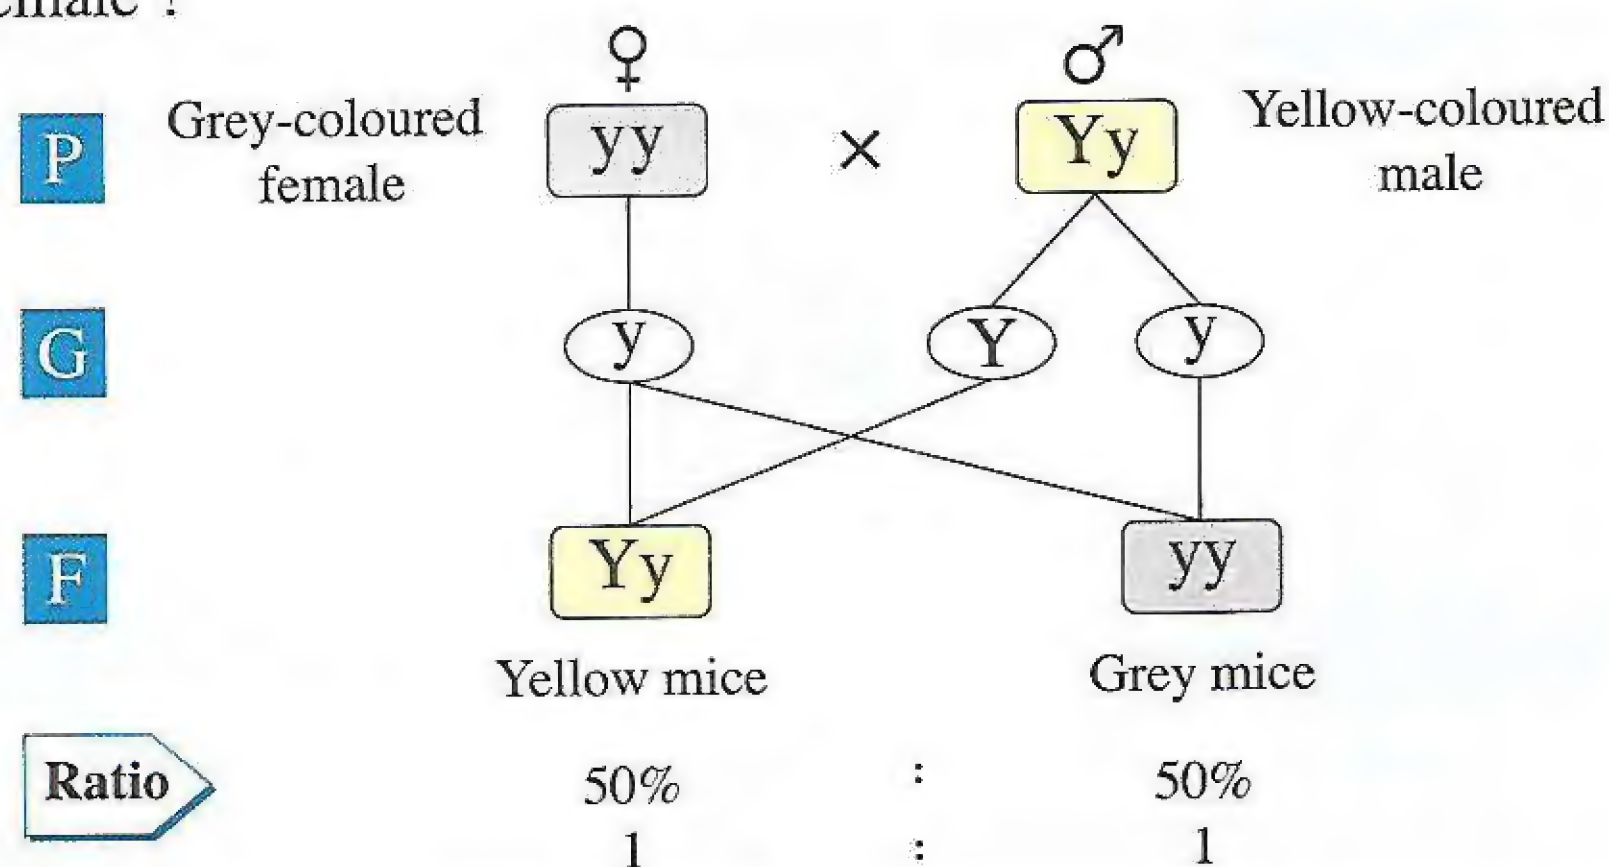 ♀ ♂
P Grey-coloured female yy × Yy Yellow-coloured male
G y Y y
F Yy yy
Yellow mice Grey mice
Ratio 50% : 50%
1 : 1